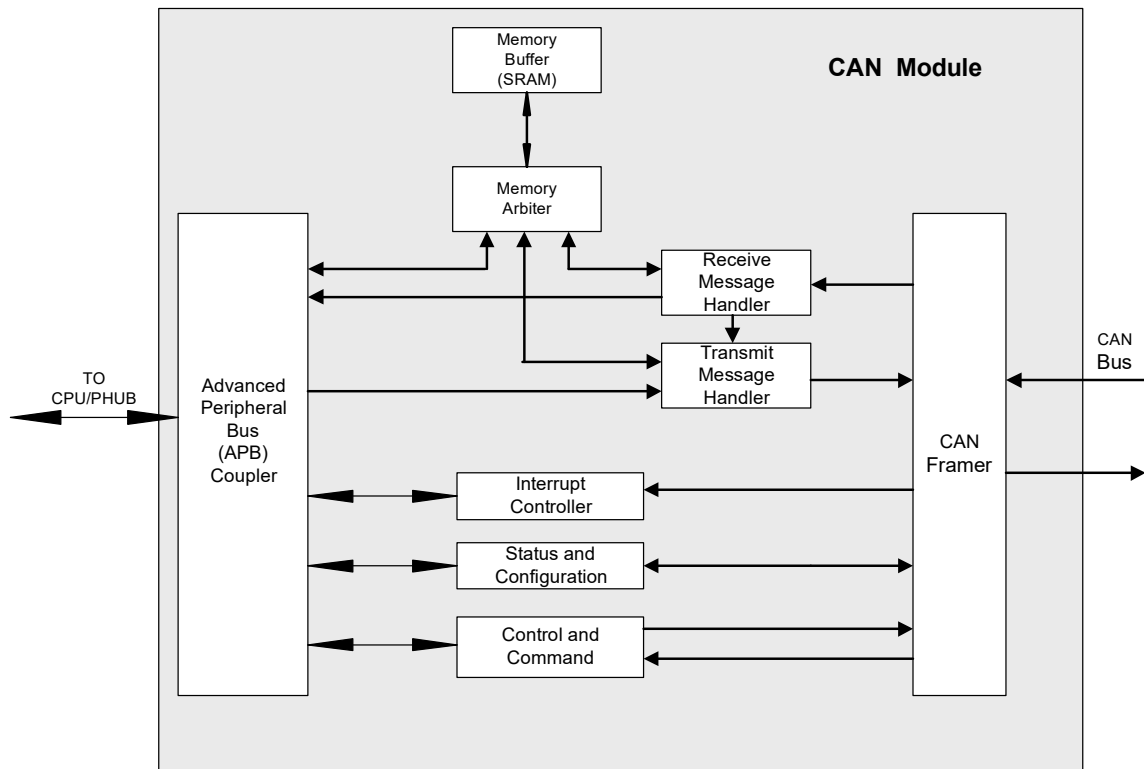 Memory
Buffer
(SRAM)
CAN Module
Memory
Arbiter
Receive
Message
Handler
Transmit
Message
Handler
CAN
Bus
TO
CPU/PHUB
Advanced
Peripheral
Bus
(APB)
Coupler
CAN
Framer
Interrupt
Controller
Status and
Configuration
Control and
Command